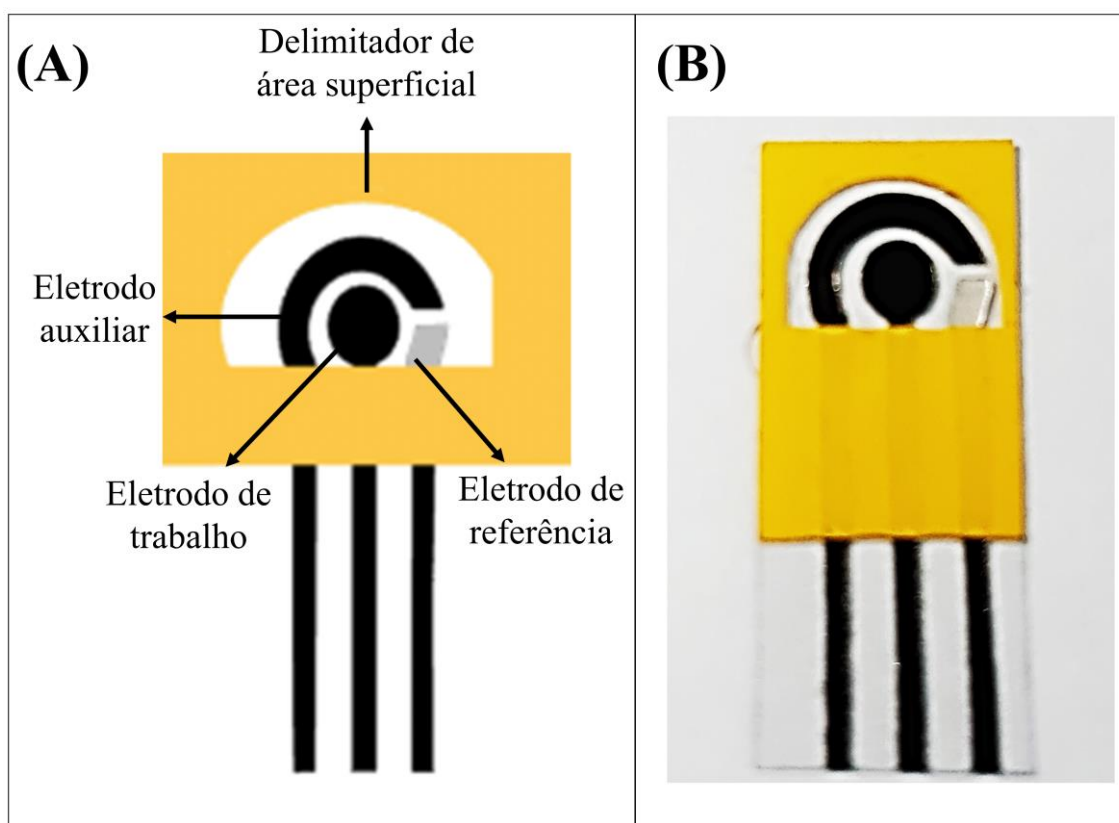 (A)
Delimitador de
área superficial
Eletrodo
auxiliar
Eletrodo de
trabalho
Eletrodo de
referência
(B)